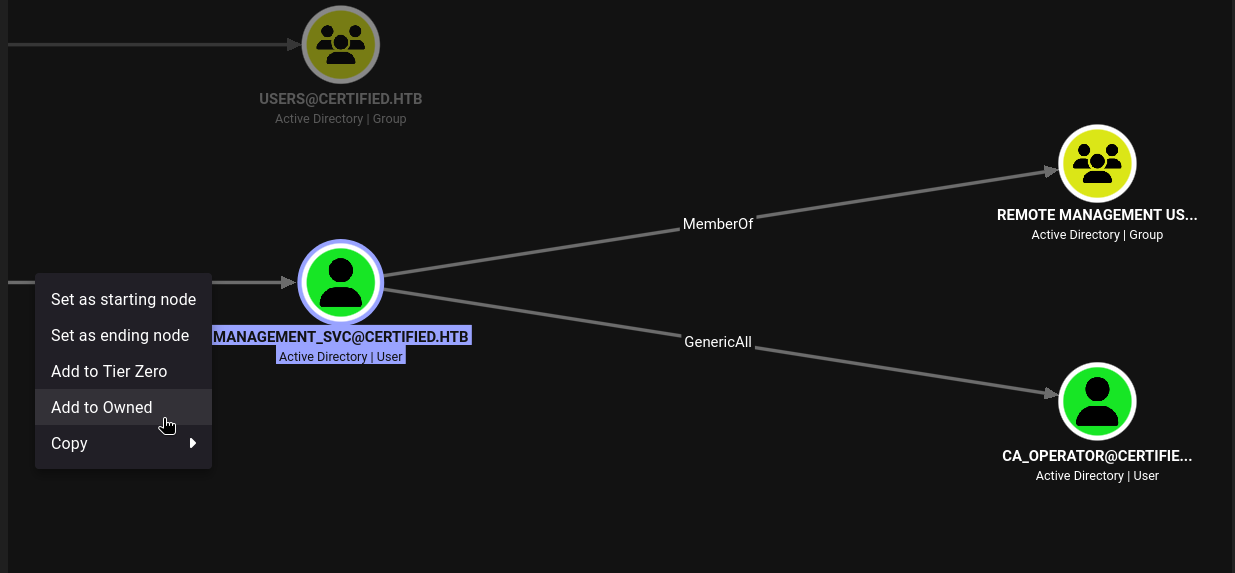 USERS@CERTIFIED.HTB
Active Directory | Group
MemberOf
REMOTE MANAGEMENT US...
Active Directory | Group
Set as starting node
Set as ending node
Add to Tier Zero
Add to Owned
Copy
MANAGEMENT_SVC@CERTIFIED.HTB
Active Directory | User
GenericAll
CA_OPERATOR@CERTIFIE...
Active Directory | User